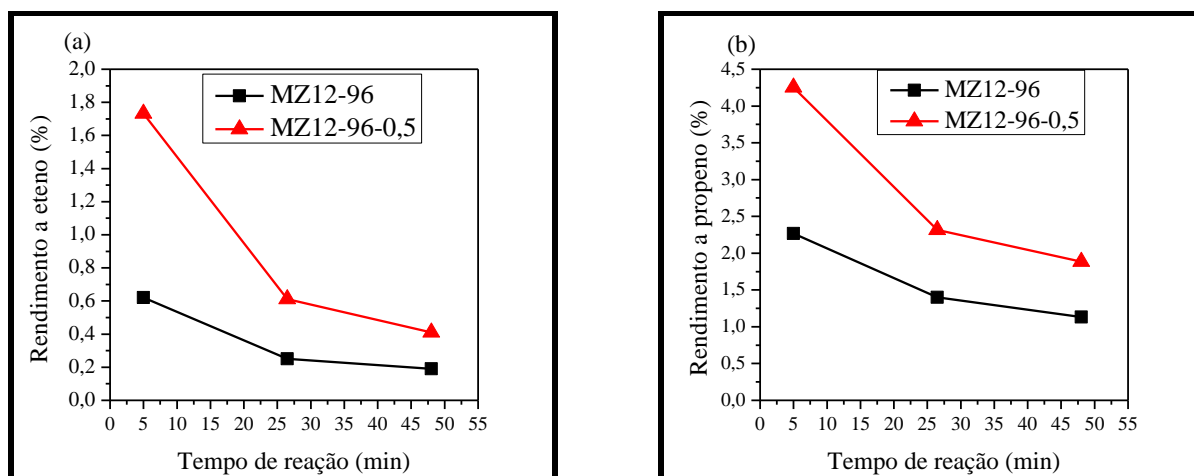 (a)
2,0
1,8
1,6
1,4
1,2
1,0
0,8
0,6
0,4
0,2
0,0
Rendimento a eteno (%)
MZ12-96
MZ12-96-0,5
0 5 10 15 20 25 30 35 40 45 50 55
Tempo de reação (min)
(b)
4,5
4,0
3,5
3,0
2,5
2,0
1,5
1,0
0,5
0,0
Rendimento a propeno (%)
MZ12-96
MZ12-96-0,5
0 5 10 15 20 25 30 35 40 45 50 55
Tempo de reação (min)